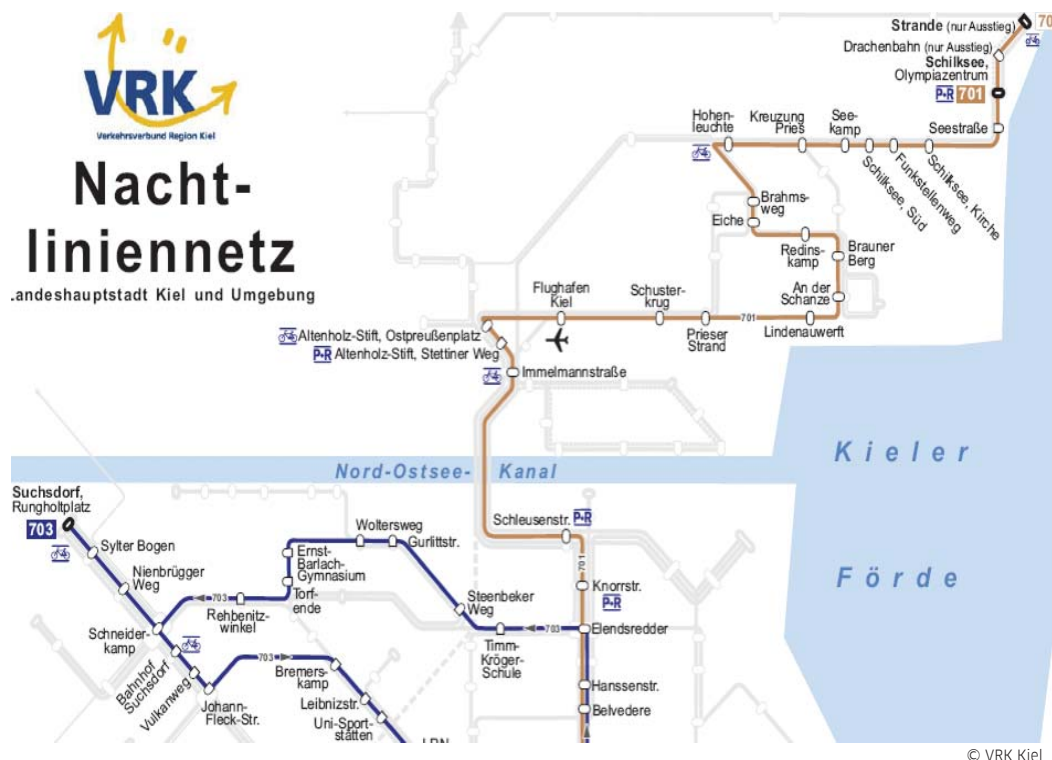 VRK
Verkehrsverbund Region Kiel
Nacht-
liniennetz
Landeshauptstadt Kiel und Umgebung
Strande (nur Ausstieg)
Drachenbahn (nur Ausstieg)
Schilksee,
Olympiazentrum
P+R 701
Seestraße
Hohen-
leuchte
Kreuzung
Pries
See-
kamp
Schilksee, Süd
Funkstellenweg
Schilksee, Kirche
Brahms-
weg
Eiche
Redins-
kamp
Brauner
Berg
An der
Schanze
Flughafen
Kiel
Schuster-
krug
Prieser
Strand
701
Lindenauwerft
Altenholz-Stift, Ostpreußenplatz
P+R Altenholz-Stift, Stettiner Weg
Immelmannstraße
Kieler
Förde
Nord-Ostsee-Kanal
Suchsdorf,
Rungholtplatz
703
Sylter Bogen
Nienbrügger
Weg
Schneider-
kamp
Bahnhof
Suchsdorf
Vulkanweg
Johann-
Fleck-Str.
703
Rehbenitz-
winkel
Torf-
ende
Ernst-
Barlach-
Gymnasium
Woltersweg
Gurlittstr.
Steenbeker
Weg
Timm-
Kröger-
Schule
703
Schleusenstr.
P+R
701
Knorrstr.
P+R
Elendsredder
Hanssenstr.
Belvedere
703
Bremers-
kamp
Leibnizstr.
Uni-Sport-
stätten
© VRK Kiel